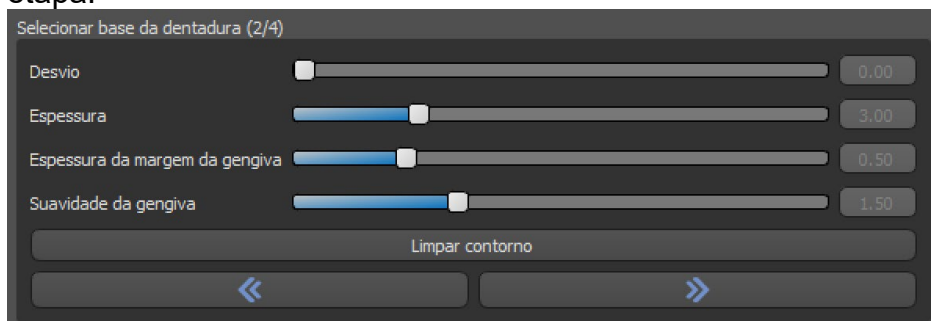 etapa.
Selecionar base da dentadura (2/4)
Desvio 0.00
Espessura 3.00
Espessura da margem da gengiva 0.50
Suavidade da gengiva 1.50
Limpar contorno